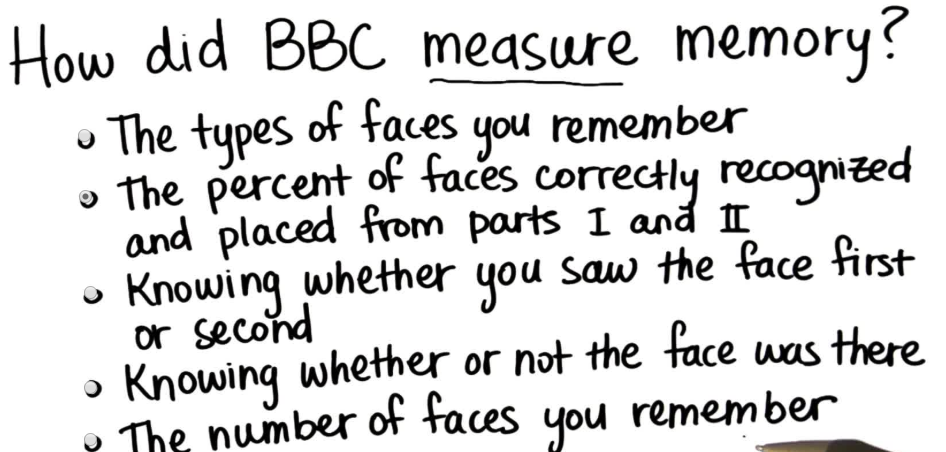 How did BBC measure memory?
The types of faces you remember
The percent of faces correctly recognized
and placed from parts I and II
Knowing whether you saw the face first
or second
Knowing whether or not the face was there
The number of faces you remember